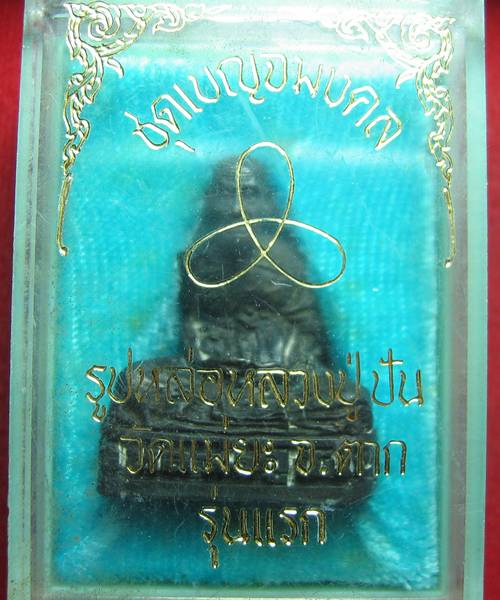 ชุดเบญจมงคล
รูปหล่อหลวงปู่ปัน
วัดแม่ยะ จ.ตาก
รุ่นแรก